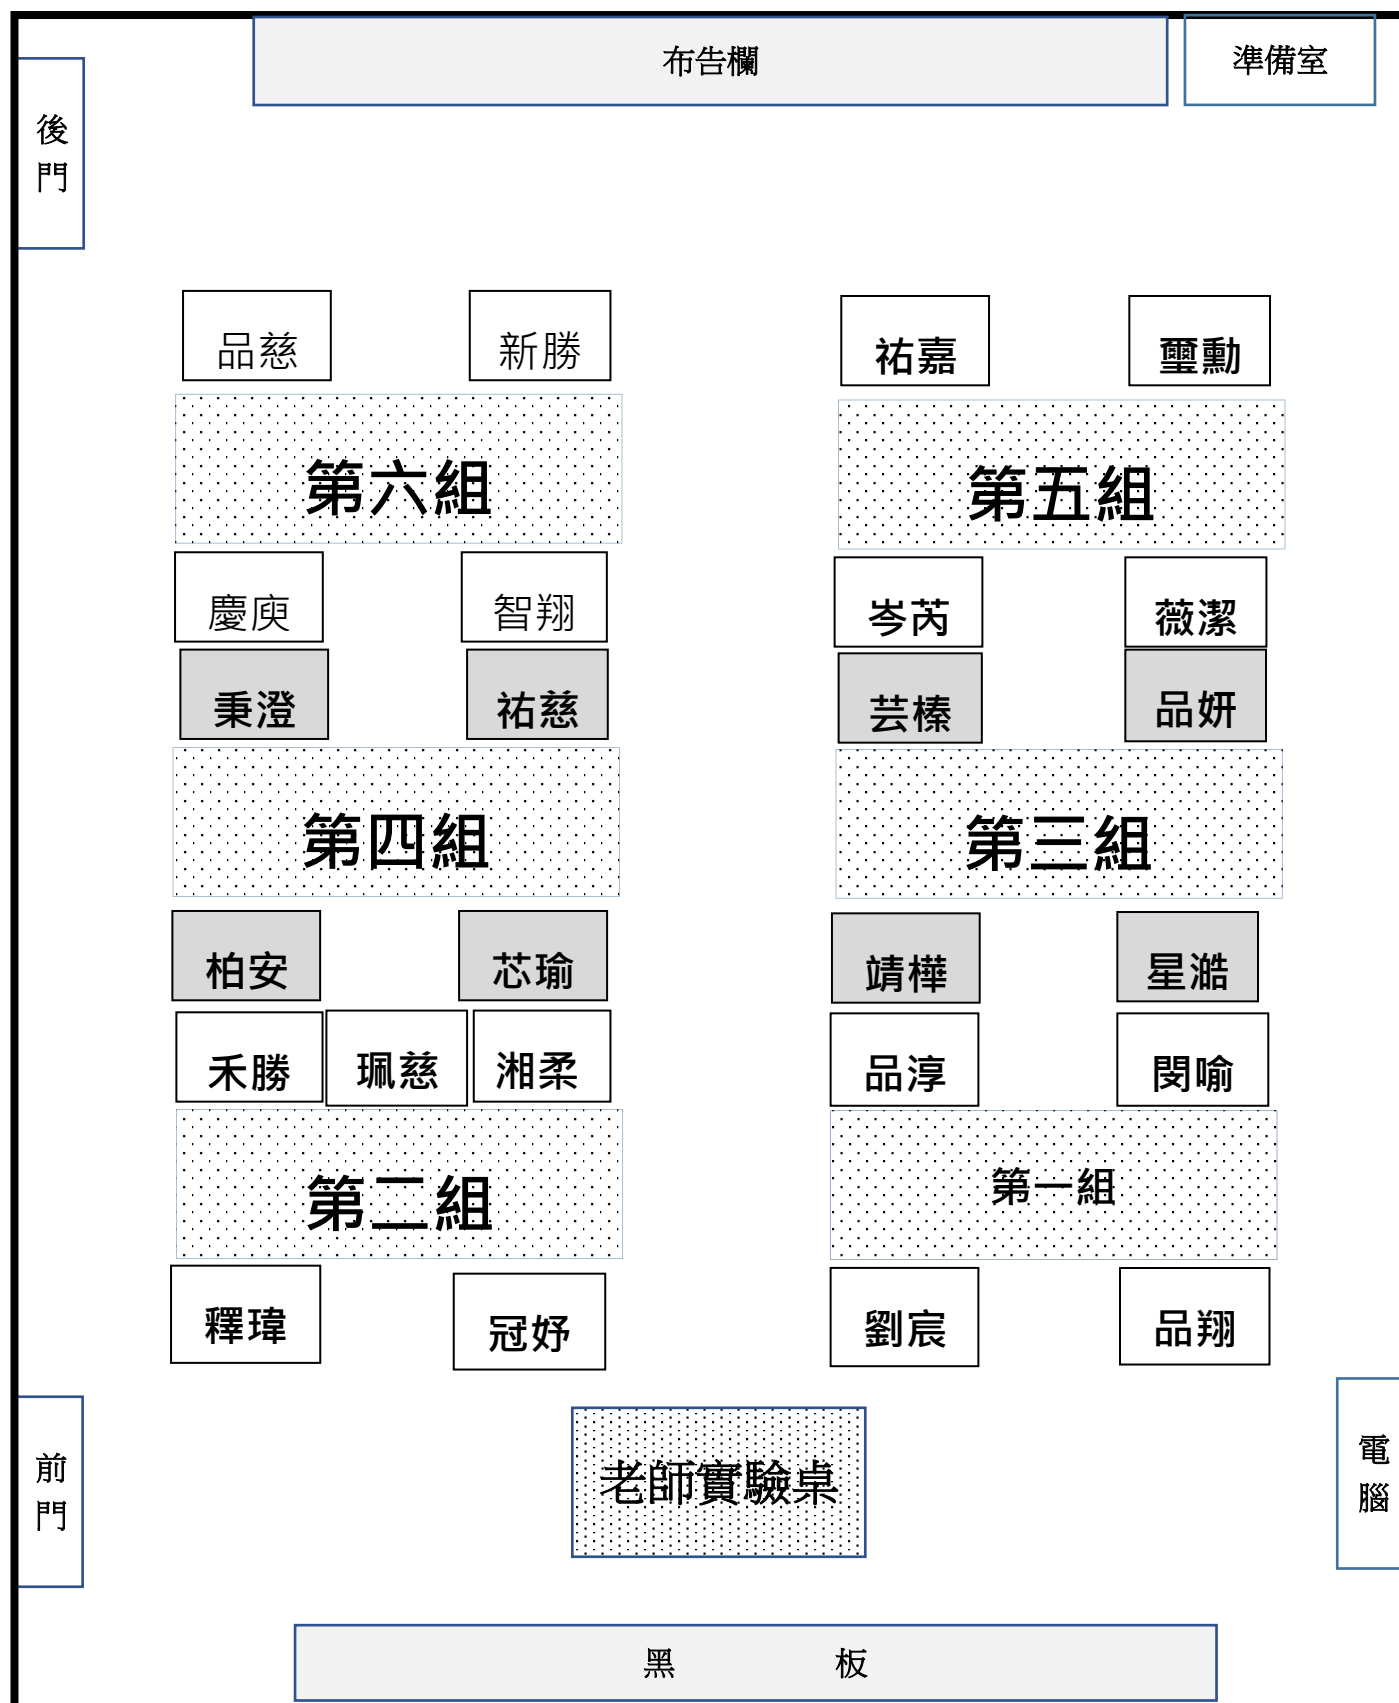 布告欄
準備室
後
門
品慈
新勝
祐嘉
璽勳
第六組
第五組
慶庾
智翔
岑芮
薇潔
秉澄
祐慈
芸榛
品妍
第四組
第三組
柏安
芯瑜
靖樺
星澔
禾勝
珮慈
湘柔
品淳
閔喻
第二組
第一組
釋瑋
冠妤
劉宸
品翔
前
門
老師實驗桌
電
腦
黑 板